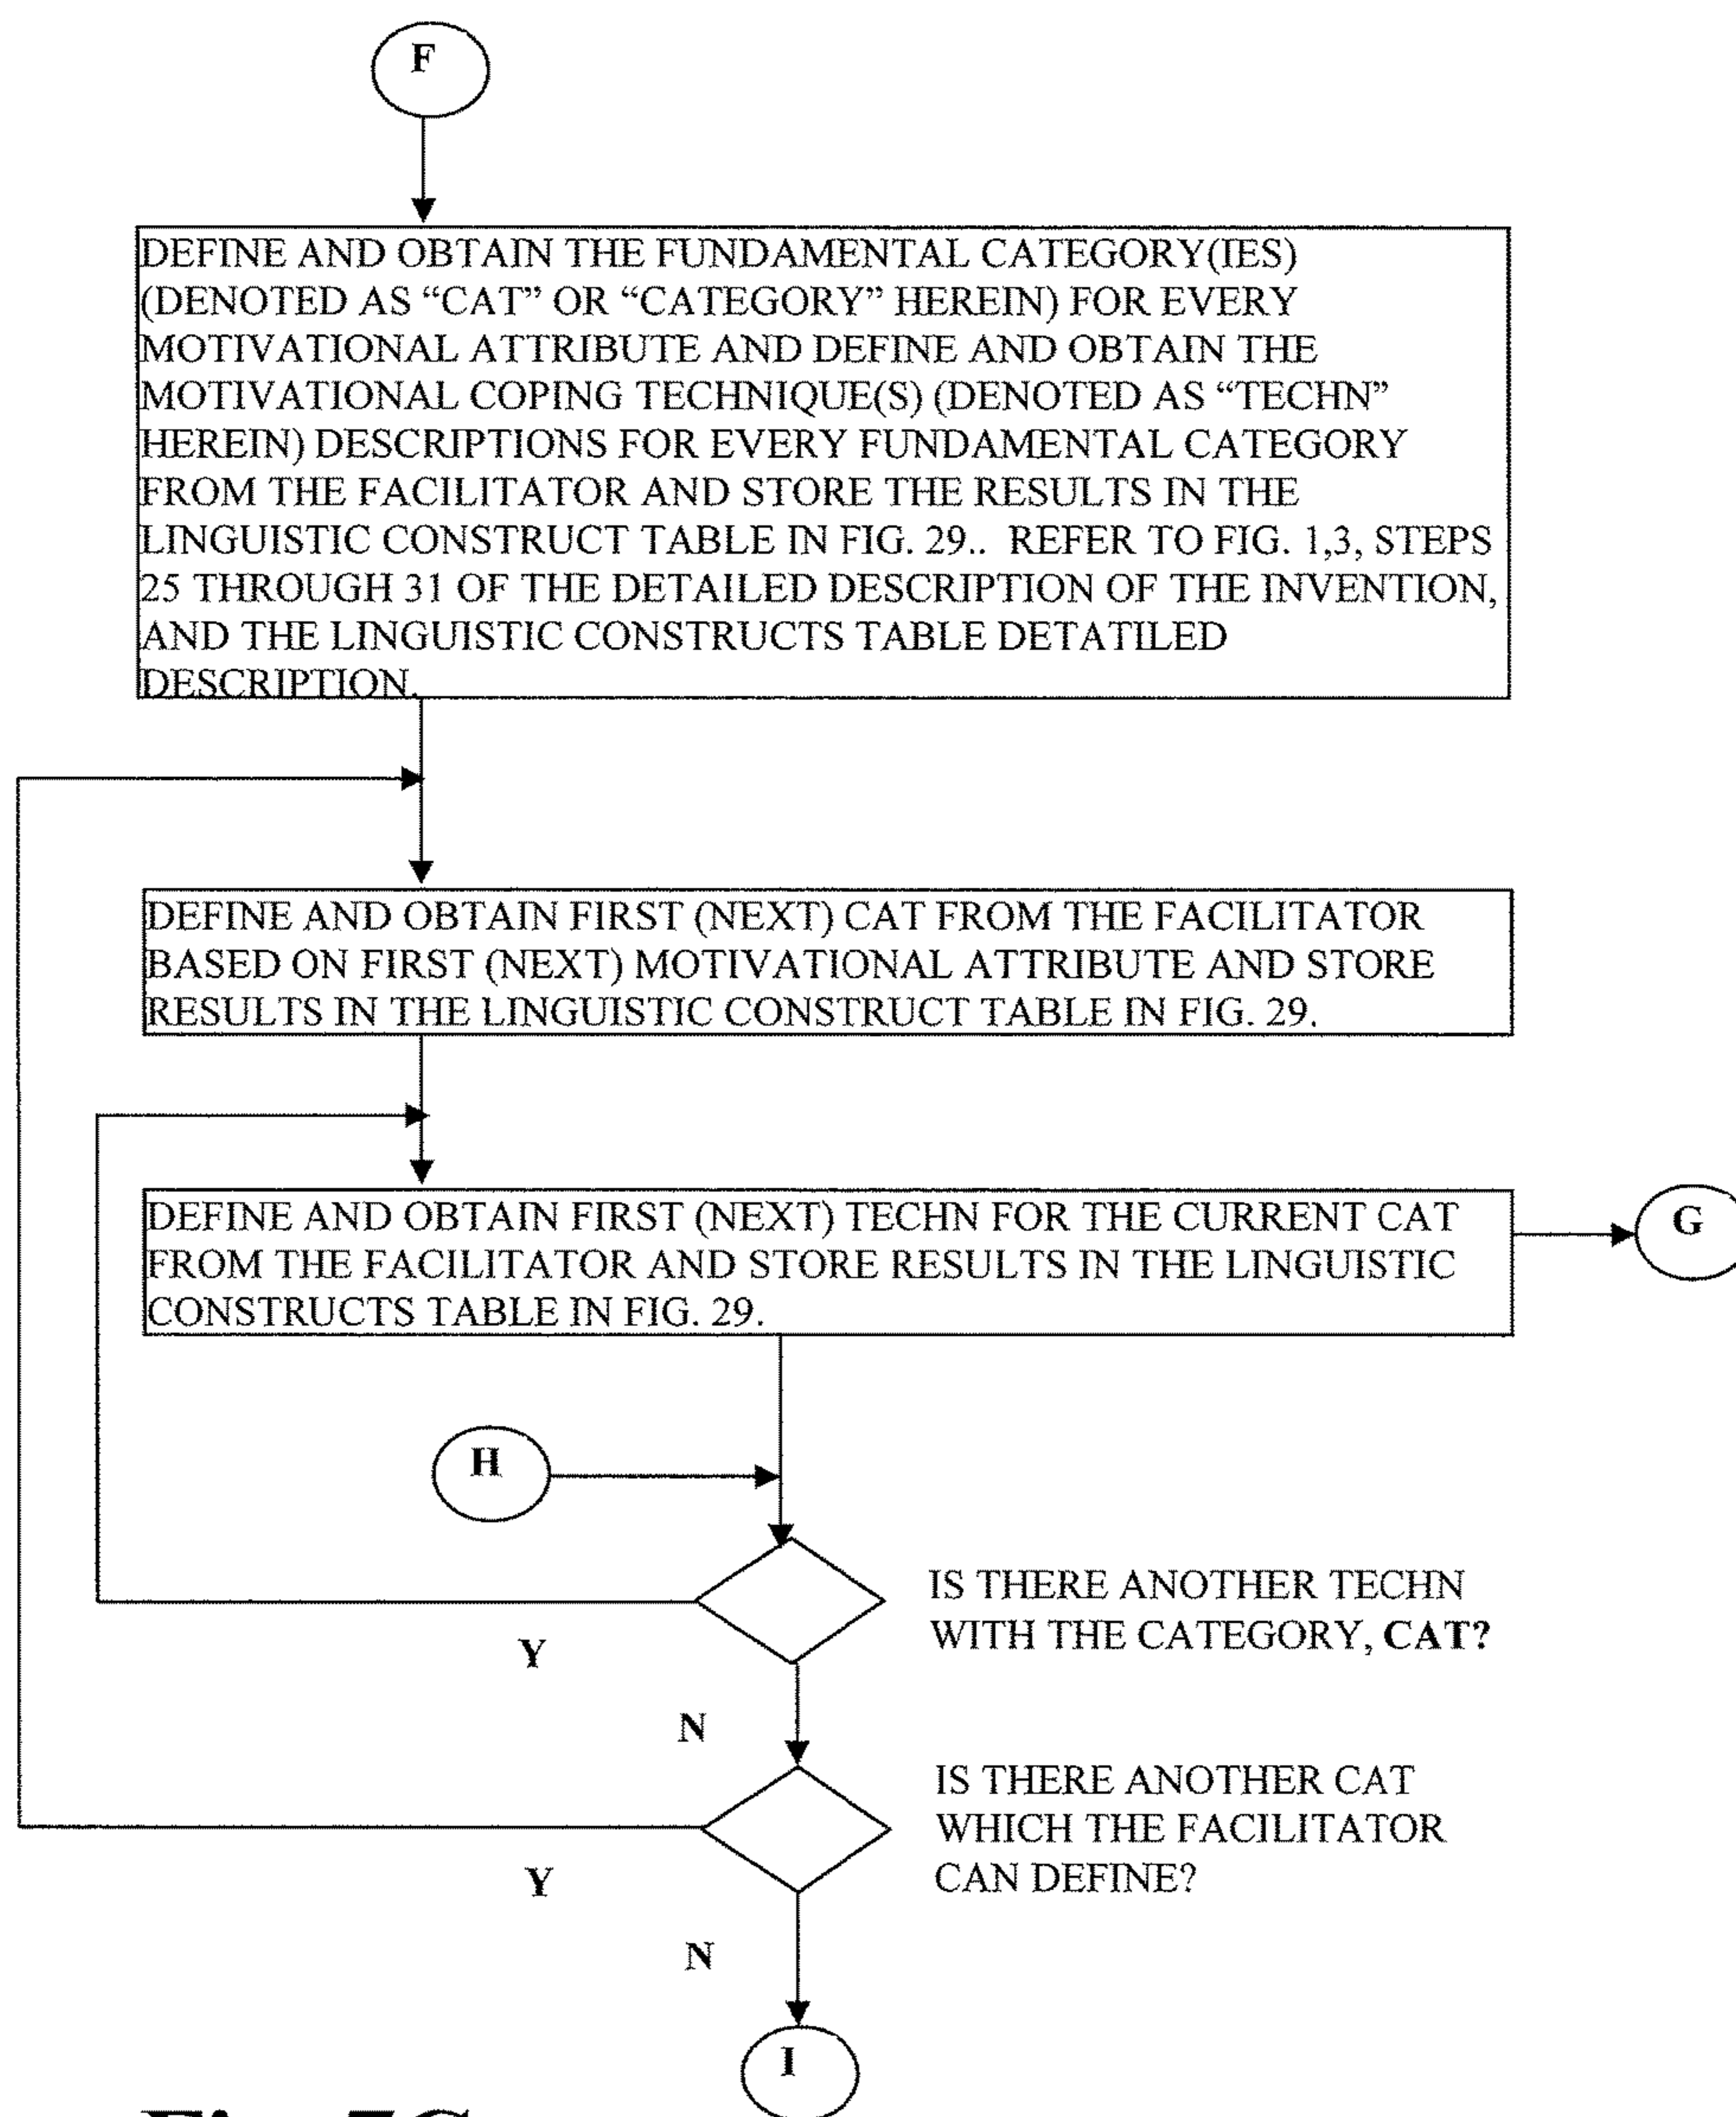 F
DEFINE AND OBTAIN THE FUNDAMENTAL CATEGORY(IES)
(DENOTED AS “CAT” OR “CATEGORY” HEREIN) FOR EVERY
MOTIVATIONAL ATTRIBUTE AND DEFINE AND OBTAIN THE
MOTIVATIONAL COPING TECHNIQUE(S) (DENOTED AS “TECHN”
HEREIN) DESCRIPTIONS FOR EVERY FUNDAMENTAL CATEGORY
FROM THE FACILITATOR AND STORE THE RESULTS IN THE
LINGUISTIC CONSTRUCT TABLE IN FIG. 29.. REFER TO FIG. 1,3, STEPS
25 THROUGH 31 OF THE DETAILED DESCRIPTION OF THE INVENTION,
AND THE LINGUISTIC CONSTRUCTS TABLE DETATILED
DESCRIPTION.
DEFINE AND OBTAIN FIRST (NEXT) CAT FROM THE FACILITATOR
BASED ON FIRST (NEXT) MOTIVATIONAL ATTRIBUTE AND STORE
RESULTS IN THE LINGUISTIC CONSTRUCT TABLE IN FIG. 29.
DEFINE AND OBTAIN FIRST (NEXT) TECHN FOR THE CURRENT CAT
FROM THE FACILITATOR AND STORE RESULTS IN THE LINGUISTIC
CONSTRUCTS TABLE IN FIG. 29.
G
H
IS THERE ANOTHER TECHN
WITH THE CATEGORY, CAT?
Y
N
IS THERE ANOTHER CAT
WHICH THE FACILITATOR
CAN DEFINE?
Y
N
I